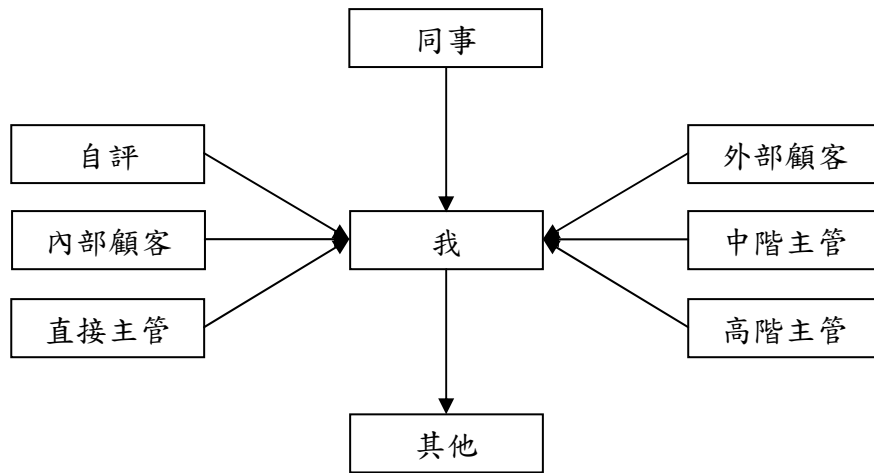 同事
自評
外部顧客
內部顧客
我
中階主管
直接主管
高階主管
其他